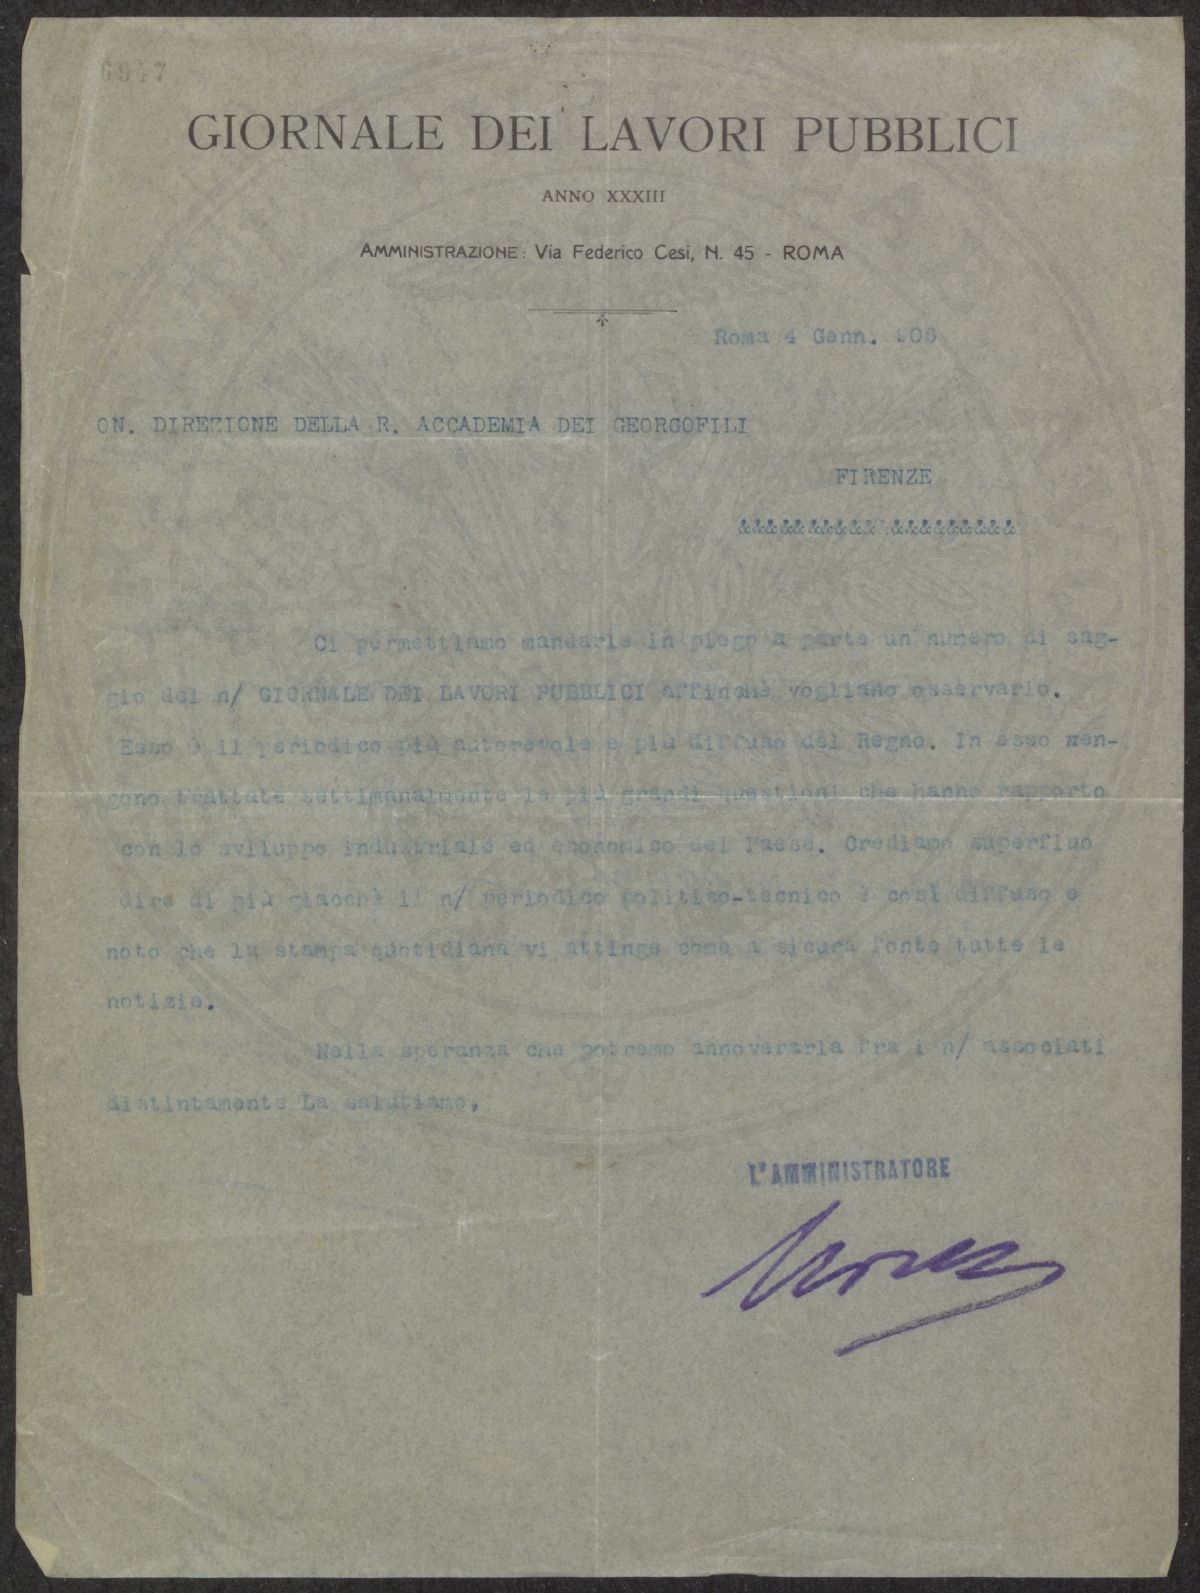 6947
GIORNALE DEI LAVORI PUBBLICI
ANNO XXXIII
AMMINISTRAZIONE: Via Federico Cesi, N. 45 - ROMA
Roma 4 Genn. 906
ON. DIREZIONE DELLA R. ACCADEMIA DEI GEORGOFILI
FIRENZE
&&&&&&&&&&&&&&&&&&&&
Ci permettiamo mandarle in piego a parte un numero di sag-
gio del n/ GIORNALE DEI LAVORI PUBBLICI affinchè vogliano osservarlo.
Esso è il periodico più autorevole e più diffuso del Regno. In esso ven-
gono trattate settimanalmente le più grandi questioni che hanno rapporto
con lo sviluppo industriale ed economico del Paese. Crediamo superfluo
dire di più giacchè il n/ periodico politico-tecnico è così diffuso e
noto che la stampa quotidiana vi attinge come a sicura fonte tutte le
notizie.
Nella speranza che potremo annoverarla fra i n/ associati
distintamente La salutiamo,
L'AMMINISTRATORE